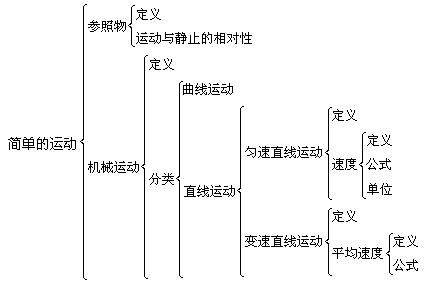 定义
参照物
运动与静止的相对性
定义
曲线运动
定义
定义
匀速直线运动
速度
公式
简单的运动
机械运动
分类
单位
直线运动
定义
变速直线运动
定义
平均速度
公式